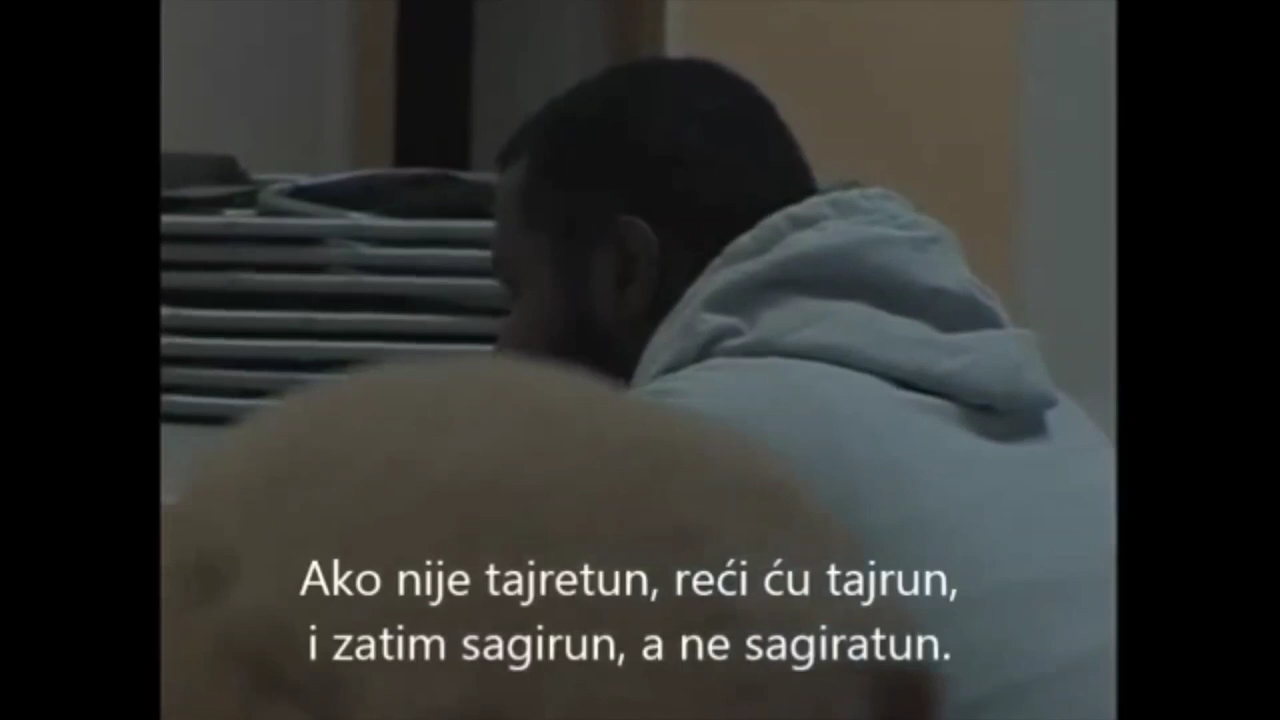 Ako nije tajretun, reći ću tajrun,
i zatim sagirun, a ne sagiratun.